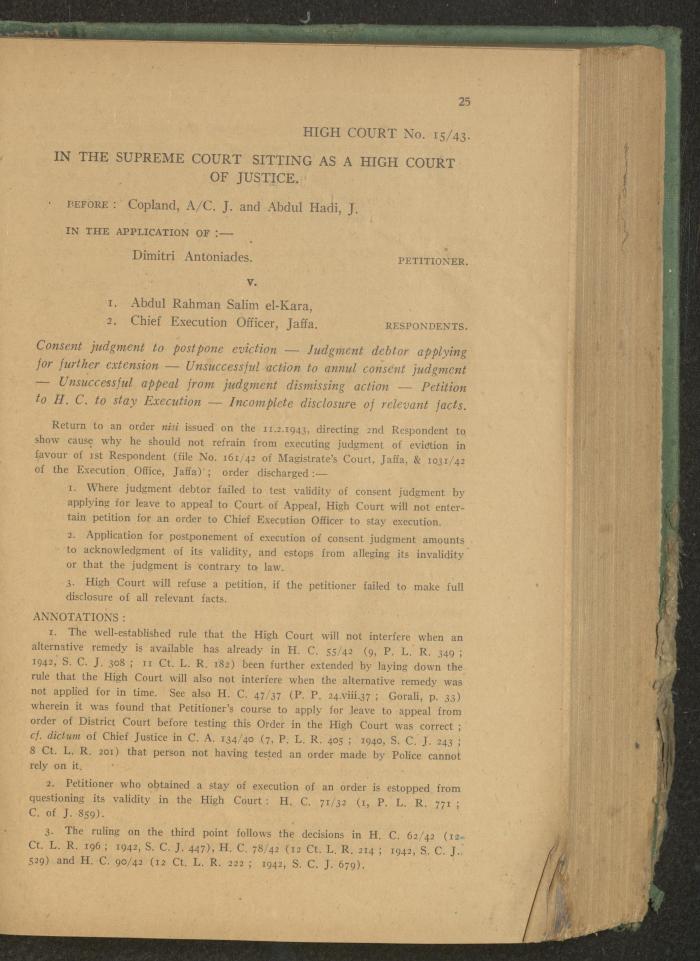 25
HIGH COURT No. 15/43.
IN THE SUPREME COURT SITTING AS A HIGH COURT
OF JUSTICE.
BEFORE : Copland, A/C. J. and Abdul Hadi, J.
IN THE APPLICATION OF :—
Dimitri Antoniades. PETITIONER.
v.
1. Abdul Rahman Salim el-Kara,
2. Chief Execution Officer, Jaffa. RESPONDENTS.
Consent judgment to postpone eviction — Judgment debtor applying
for further extension — Unsuccessful action to annul consent judgment
— Unsuccessful appeal from judgment dismissing action — Petition
to H. C. to stay Execution — Incomplete disclosure of relevant facts.
Return to an order nisi issued on the 11.2.1943, directing 2nd Respondent to
show cause why he should not refrain from executing judgment of eviction in
favour of 1st Respondent (file No. 161/42 of Magistrate's Court, Jaffa, & 1031/42
of the Execution Office, Jaffa) ; order discharged :—
1. Where judgment debtor failed to test validity of consent judgment by
applying for leave to appeal to Court of Appeal, High Court will not enter-
tain petition for an order to Chief Execution Officer to stay execution.
2. Application for postponement of execution of consent judgment amounts
to acknowledgment of its validity, and estops from alleging its invalidity
or that the judgment is contrary to law.
3. High Court will refuse a petition, if the petitioner failed to make full
disclosure of all relevant facts.
ANNOTATIONS :
1. The well-established rule that the High Court will not interfere when an
alternative remedy is available has already in H. C. 55/42 (9, P. L. R. 349 ;
1942, S. C. J. 308 ; 11 Ct. L. R. 182) been further extended by laying down the
rule that the High Court will also not interfere when the alternative remedy was
not applied for in time. See also H. C. 47/37 (P. P. 24.viii.37 ; Gorali, p. 33)
wherein it was found that Petitioner's course to apply for leave to appeal from
order of District Court before testing this Order in the High Court was correct ;
cf. dictum of Chief Justice in C. A. 134/40 (7, P. L. R. 405 ; 1940, S. C. J. 243 ;
8 Ct. L. R. 201) that person not having tested an order made by Police cannot
rely on it.
2. Petitioner who obtained a stay of execution of an order is estopped from
questioning its validity in the High Court : H. C. 71/32 (1, P. L. R. 771 ;
C. of J. 859).
3. The ruling on the third point follows the decisions in H. C. 62/42 (12
Ct. L. R. 196 ; 1942, S. C. J. 447), H. C. 78/42 (12 Ct. L. R. 214 ; 1942, S. C. J.
529) and H. C. 90/42 (12 Ct. L. R. 222 ; 1942, S. C. J. 679).